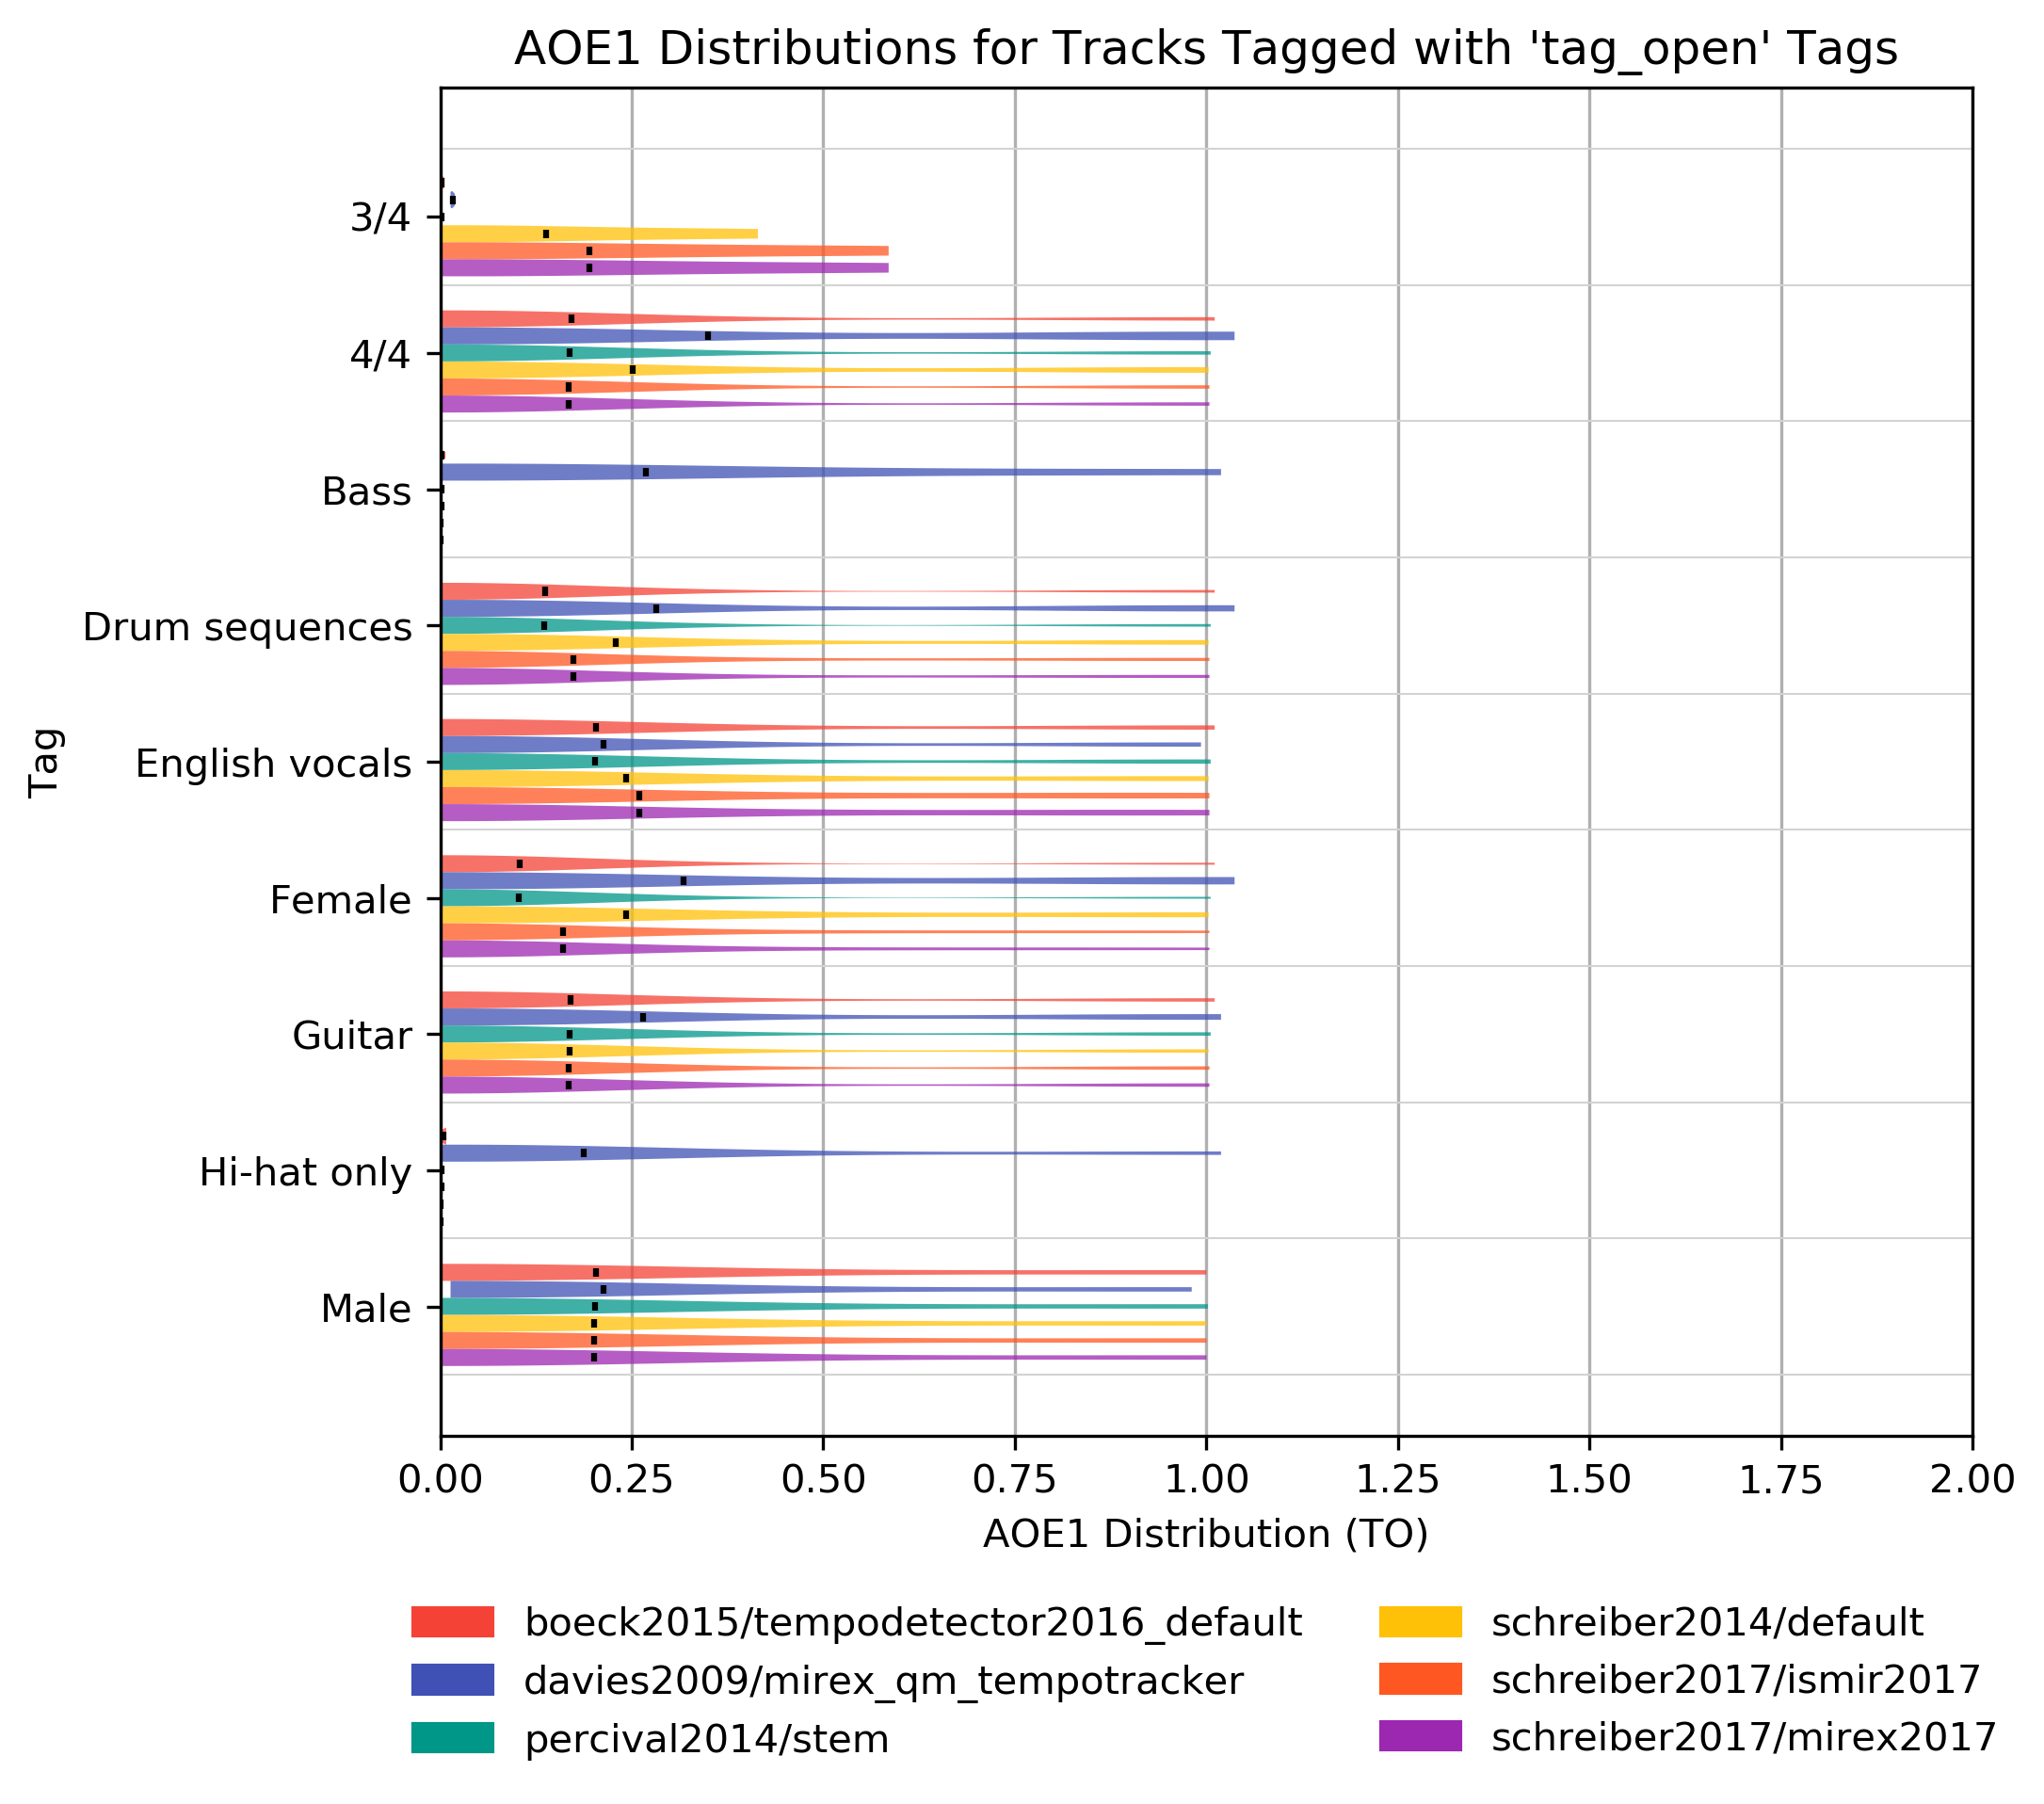 AOE1 Distributions for Tracks Tagged with 'tag_open' Tags
3/4
4/4
Bass
Drum sequences
English vocals
Female
Guitar
Hi-hat only
Male
Tag
0.00 0.25 0.50 0.75 1.00 1.25 1.50 1.75 2.00
AOE1 Distribution (TO)
boeck2015/tempodetector2016_default
davies2009/mirex_qm_tempotracker
percival2014/stem
schreiber2014/default
schreiber2017/ismir2017
schreiber2017/mirex2017